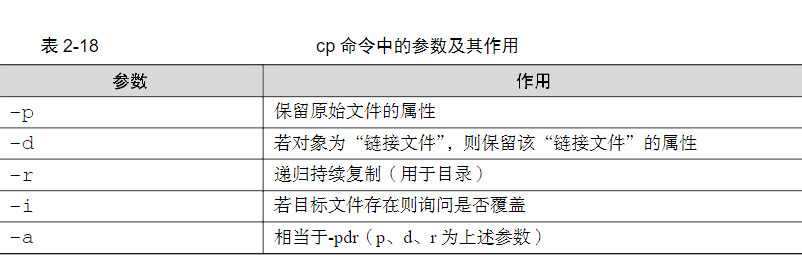 表 2-18 cp 命令中的参数及其作用
参数 作用
-p 保留原始文件的属性
-d 若对象为“链接文件”，则保留该“链接文件”的属性
-r 递归持续复制（用于目录）
-i 若目标文件存在则询问是否覆盖
-a 相当于-pdr（p、d、r 为上述参数）